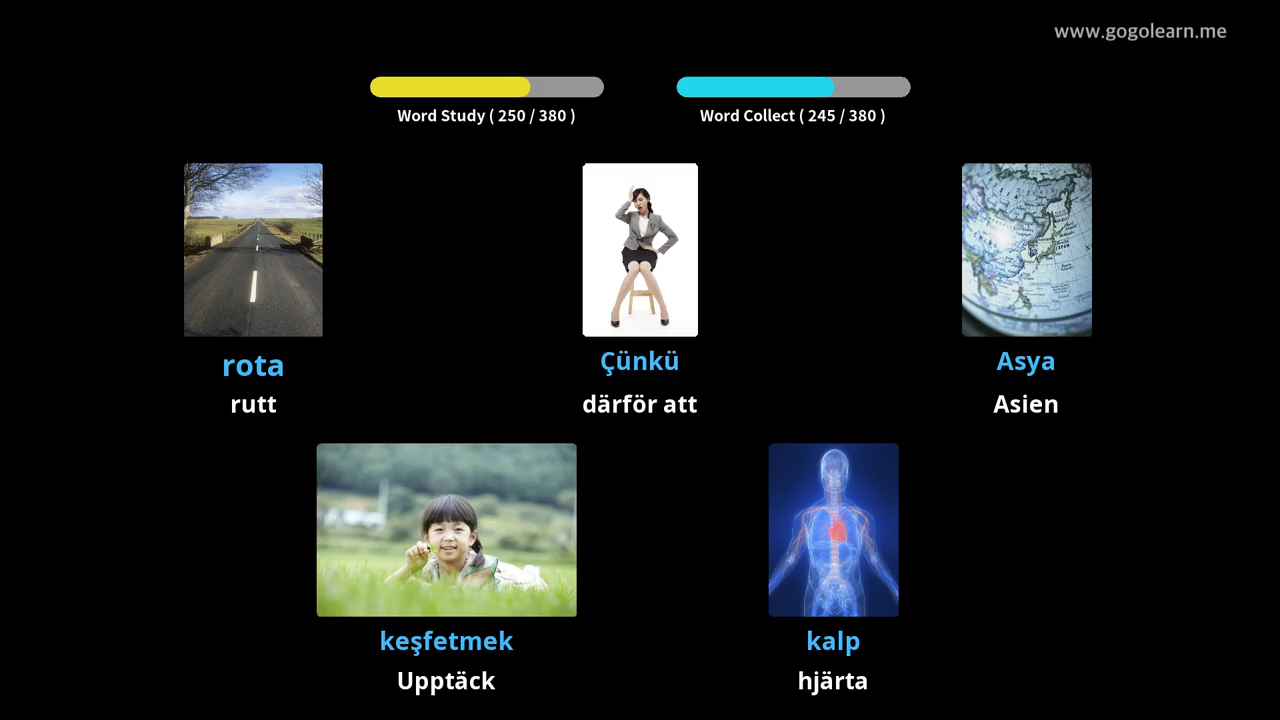 www.gogolearn.me
Word Study ( 250 / 380 )
Word Collect ( 245 / 380 )
rota
rutt
Çünkü
därför att
Asya
Asien
keşfetmek
Upptäck
kalp
hjärta